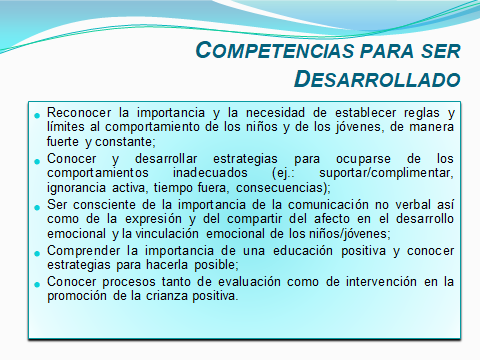 COMPETENCIAS PARA SER
DESARROLLADO
Reconocer la importancia y la necesidad de establecer reglas y
límites al comportamiento de los niños y de los jóvenes, de manera
fuerte y constante;
Conocer y desarrollar estrategias para ocuparse de los
comportamientos inadecuados (ej.: suportar/complimentar,
ignorancia activa, tiempo fuera, consecuencias);
Ser consciente de la importancia de la comunicación no verbal así
como de la expresión y del compartir del afecto en el desarrollo
emocional y la vinculación emocional de los niños/jóvenes;
Comprender la importancia de una educación positiva y conocer
estrategias para hacerla posible;
Conocer procesos tanto de evaluación como de intervención en la
promoción de la crianza positiva.